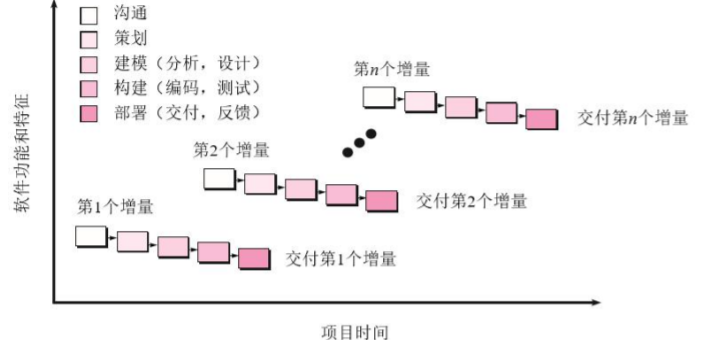 沟通
策划
建模（分析，设计）
构建（编码，测试）
部署（交付，反馈）
软件功能和特征
第n个增量
交付第n个增量
第2个增量
交付第2个增量
第1个增量
交付第1个增量
项目时间